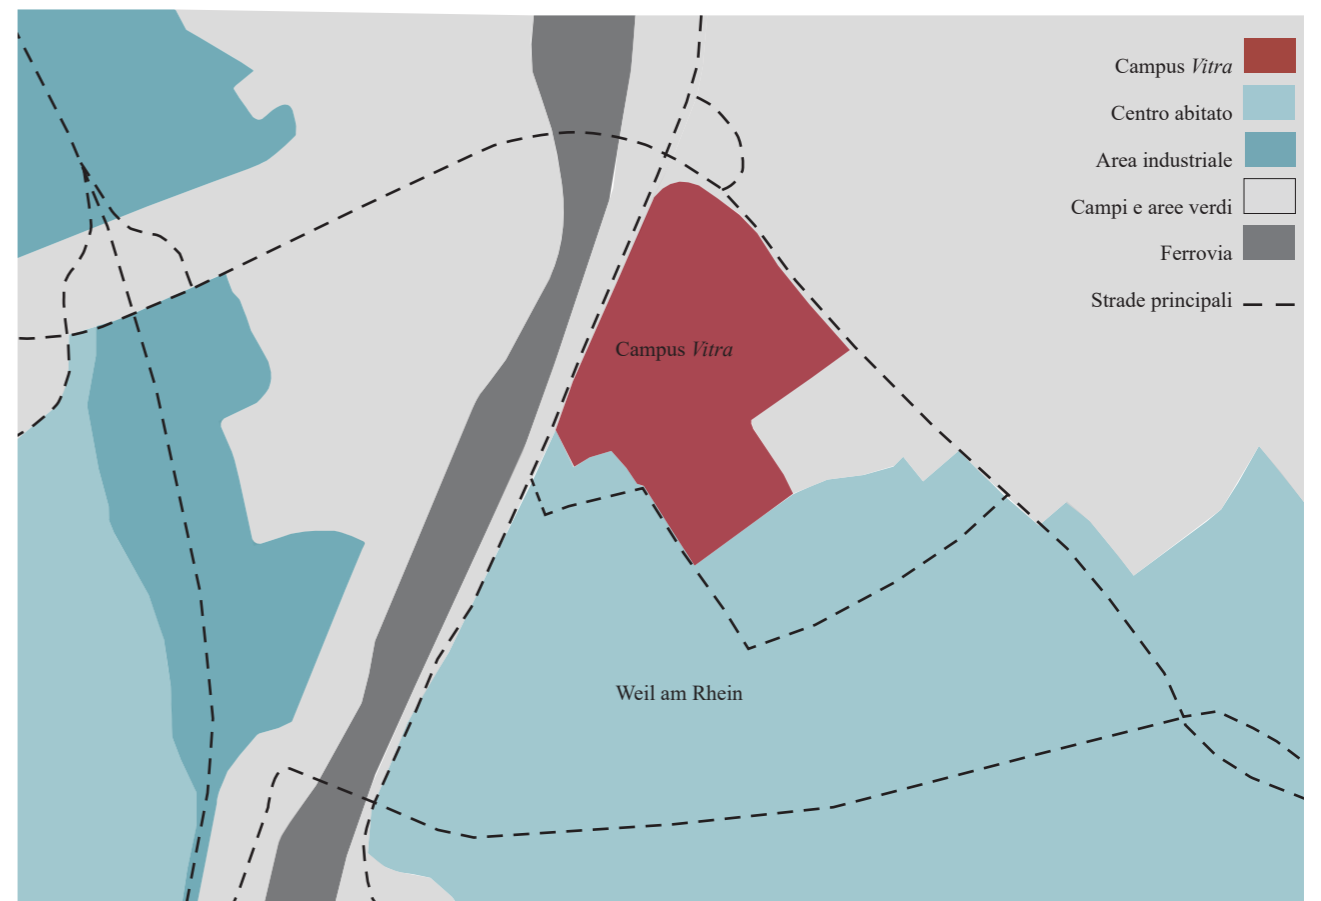 Campus Vitra
Centro abitato
Area industriale
Campi e aree verdi
Ferrovia
Strade principali
Campus Vitra
Weil am Rhein